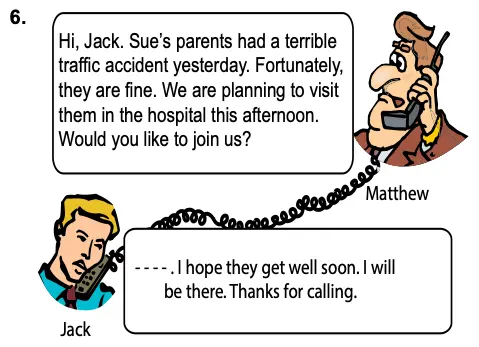 6.
Hi, Jack. Sue's parents had a terrible
traffic accident yesterday. Fortunately,
they are fine. We are planning to visit
them in the hospital this afternoon.
Would you like to join us?
Matthew
- - - - . I hope they get well soon. I will
be there. Thanks for calling.
Jack